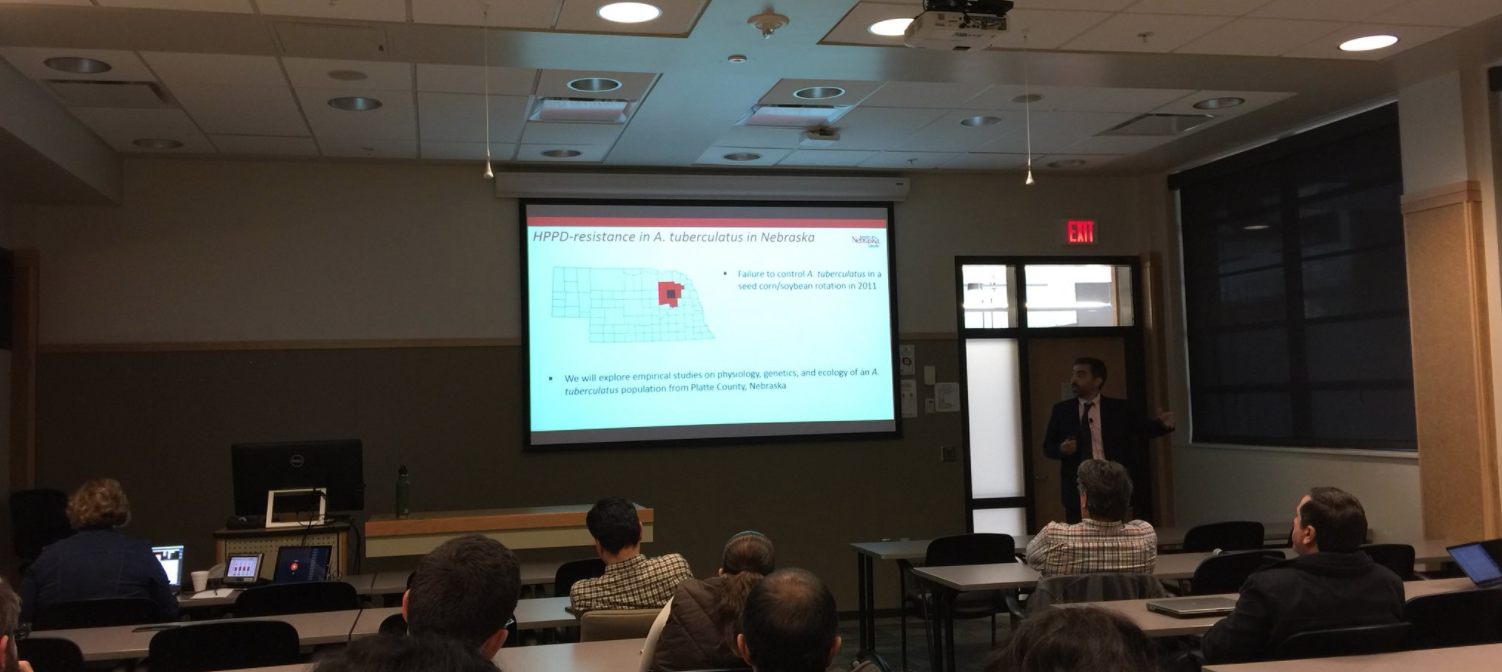 HPPD-resistance in A. tuberculatus in Nebraska
Nebraska
• Failure to control A. tuberculatus in a
seed corn/soybean rotation in 2011
• We will explore empirical studies on physiology, genetics, and ecology of an A.
tuberculatus population from Platte County, Nebraska
EXIT
DELL